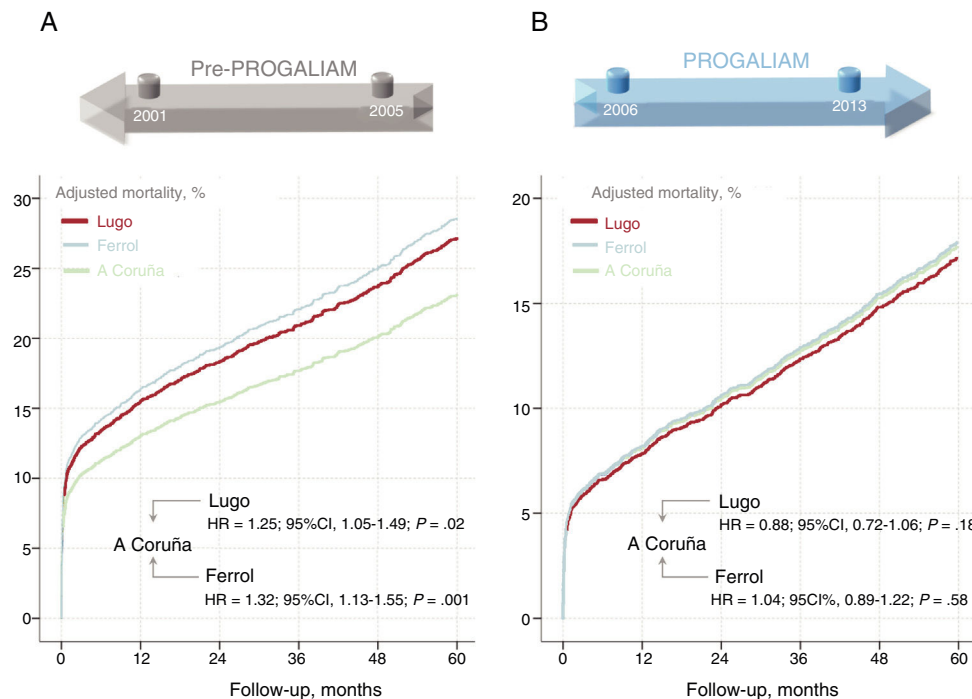 A
Pre-PROGALIAM
2001
2005
Adjusted mortality, %
30
25
20
15
10
5
0
Lugo
Ferrol
A Coruña
Lugo
HR = 1.25; 95%CI, 1.05-1.49; P = .02
A Coruña
Ferrol
HR = 1.32; 95%CI, 1.13-1.55; P = .001
0 12 24 36 48 60
Follow-up, months
B
PROGALIAM
2006
2013
Adjusted mortality, %
20
15
10
5
0
Lugo
Ferrol
A Coruña
Lugo
HR = 0.88; 95%CI, 0.72-1.06; P = .18
A Coruña
Ferrol
HR = 1.04; 95CI%, 0.89-1.22; P = .58
0 12 24 36 48 60
Follow-up, months